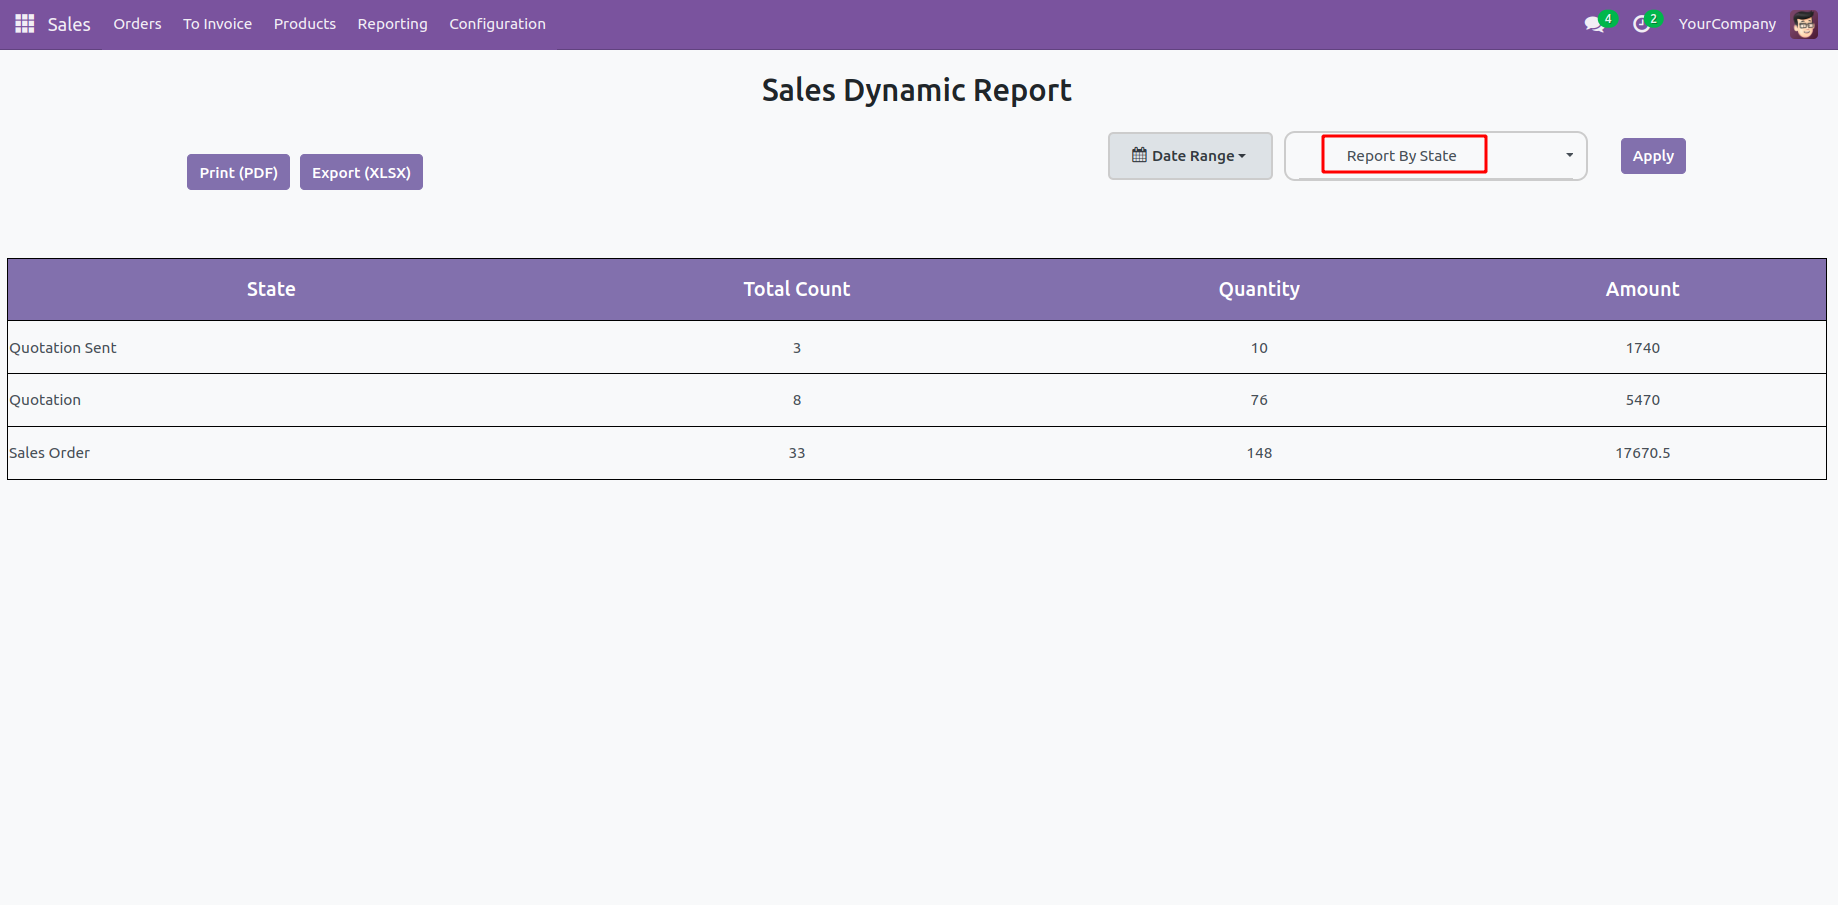 Sales Orders To Invoice Products Reporting Configuration 4 2 YourCompany
Sales Dynamic Report
Print (PDF) Export (XLSX) Date Range Report By State Apply
State Total Count Quantity Amount
Quotation Sent 3 10 1740
Quotation 8 76 5470
Sales Order 33 148 17670.5